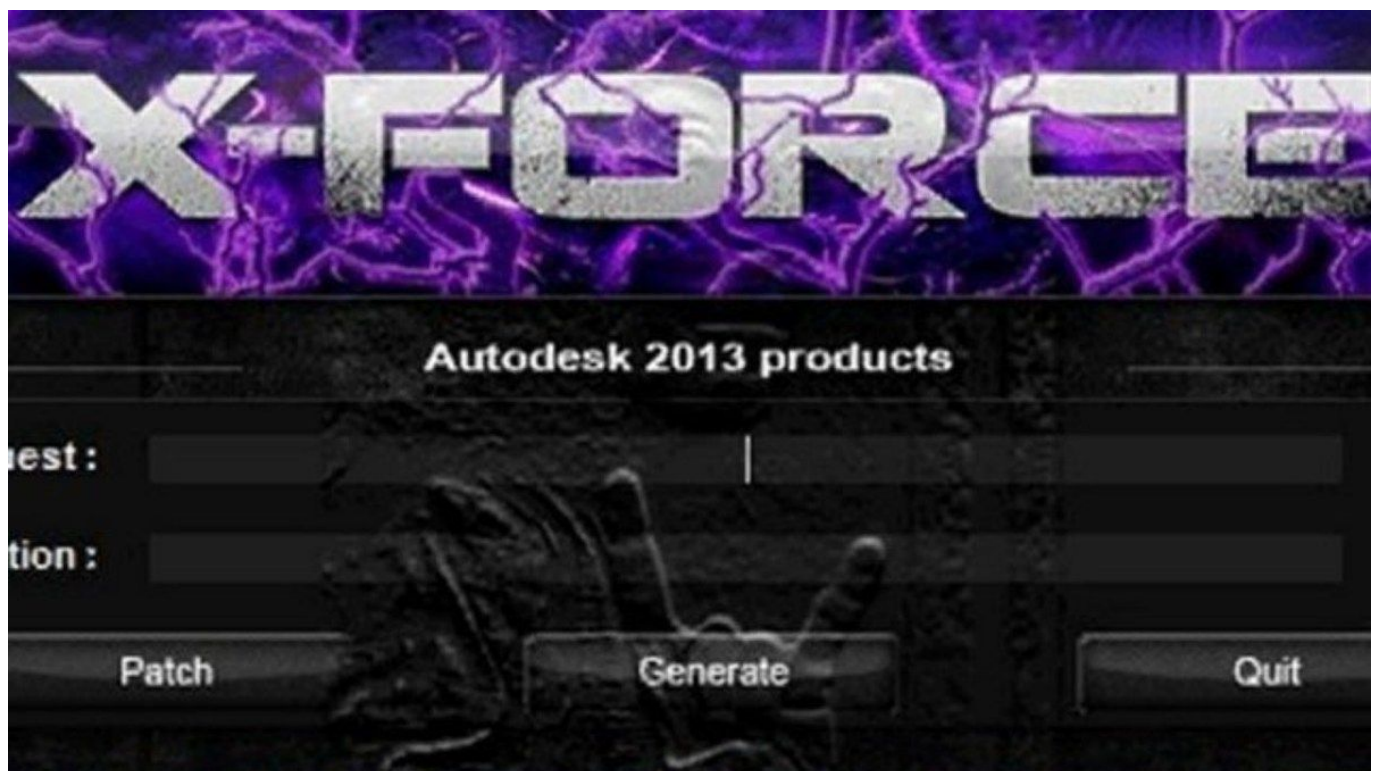 X-FORCE
Autodesk 2013 products
uest :
tion :
Patch
Generate
Quit